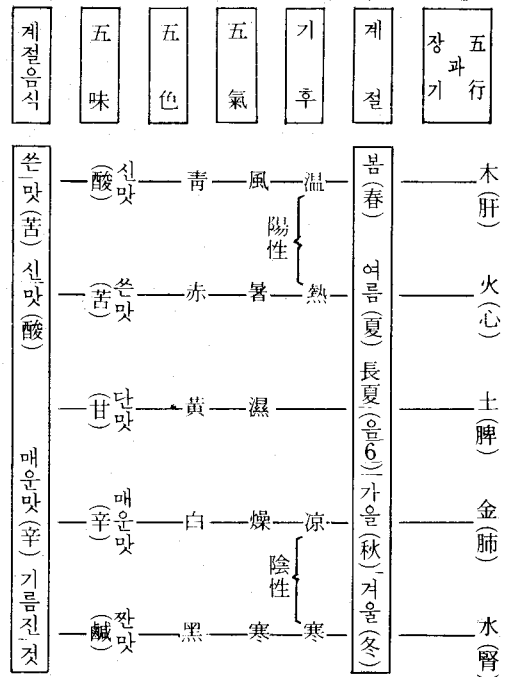 계절음식 五味 五色 五氣 기후 계절 五行과장기
쓴맛(苦) 신맛(酸) 靑 風 温 봄(春) 木(肝)
陽性
신맛(酸) 쓴맛(苦) 赤 暑 熱 여름(夏) 火(心)
단맛(甘) 黃 濕 長夏(음6) 土(脾)
매운맛(辛) 매운맛(辛) 白 燥 凉 가을(秋) 金(肺)
陰性
기름진 것 짠맛(鹹) 黑 寒 寒 겨울(冬) 水(腎)